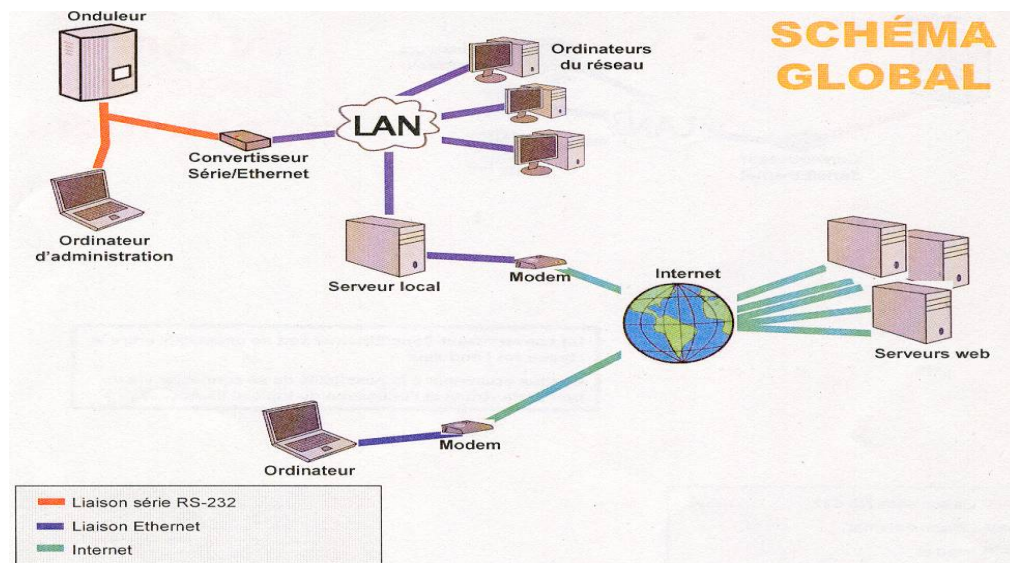 Onduleur
SCHÉMA
GLOBAL
Ordinateurs
du réseau
LAN
Convertisseur
Série/Ethernet
Ordinateur
d'administration
Serveur local
Modem
Internet
Serveurs web
Modem
Ordinateur
Liaison série RS-232
Liaison Ethernet
Internet